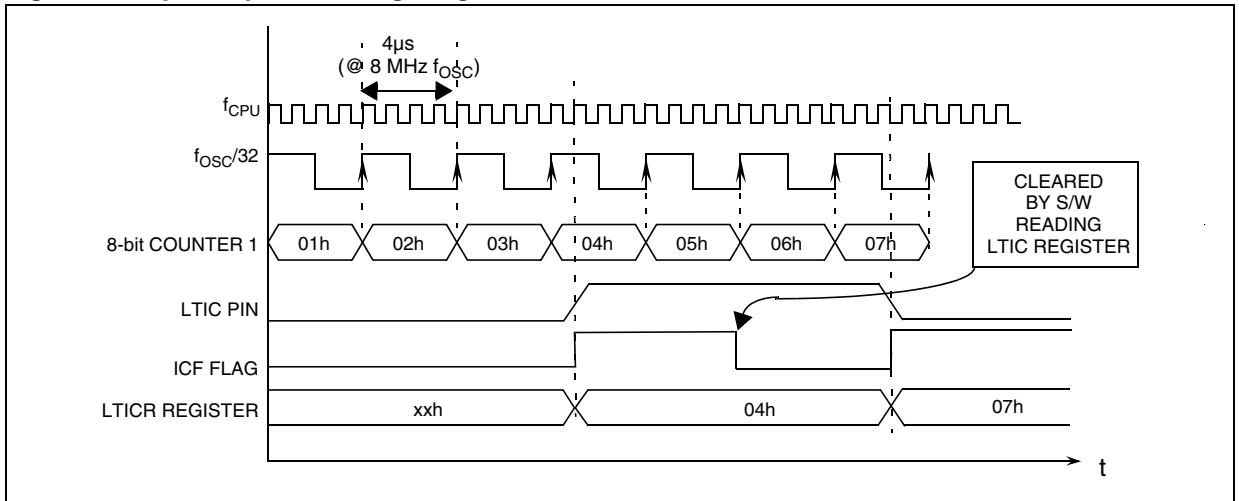 4µs
(@ 8 MHz fOSC)
fCPU
fOSC/32
CLEARED
BY S/W
READING
LTIC REGISTER
8-bit COUNTER 1
01h
02h
03h
04h
05h
06h
07h
LTIC PIN
ICF FLAG
LTICR REGISTER
xxh
04h
07h
t